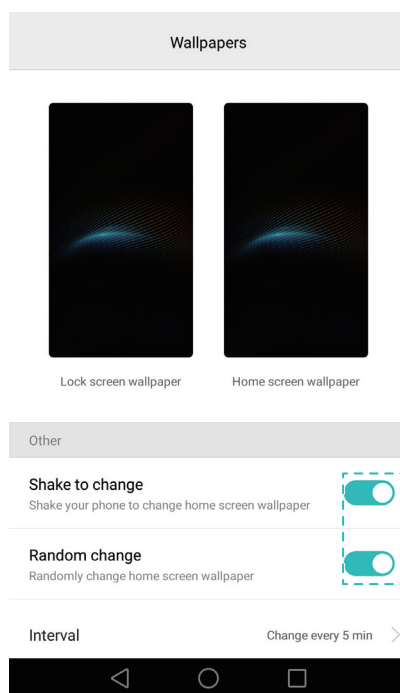 Wallpapers
Lock screen wallpaper
Home screen wallpaper
Other
Shake to change
Shake your phone to change home screen wallpaper
Random change
Randomly change home screen wallpaper
Interval
Change every 5 min